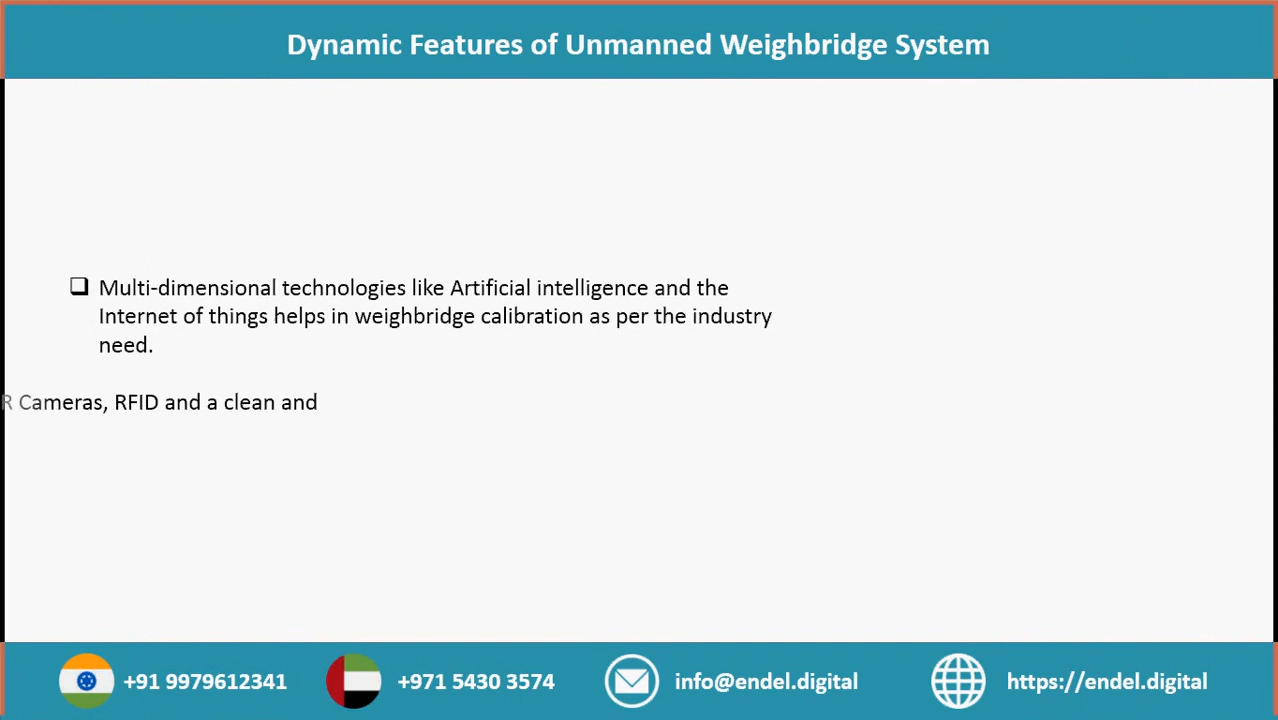 Dynamic Features of Unmanned Weighbridge System
❑ Multi-dimensional technologies like Artificial intelligence and the
Internet of things helps in weighbridge calibration as per the industry
need.
R Cameras, RFID and a clean and
+91 9979612341
+971 5430 3574
info@endel.digital
https://endel.digital